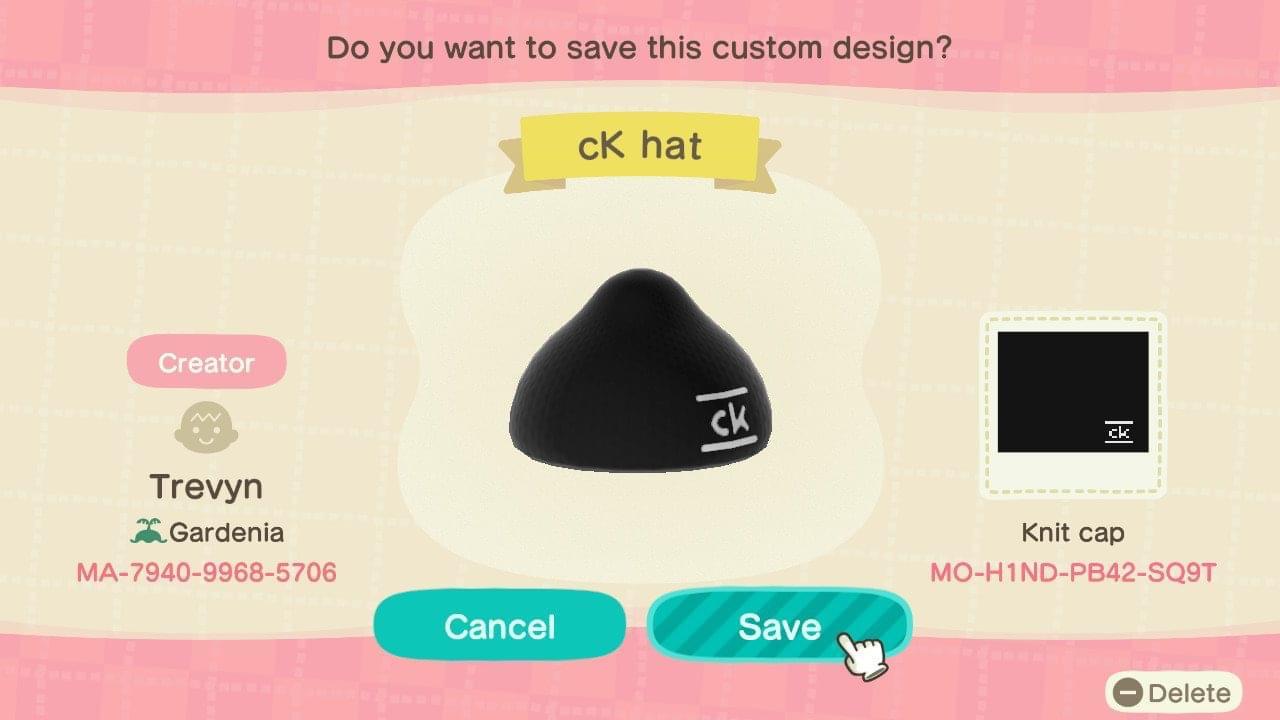 Do you want to save this custom design?
cK hat
ck
Creator
Trevyn
Gardenia
MA-7940-9968-5706
ck
Knit cap
MO-H1ND-PB42-SQ9T
Cancel
Save
Delete